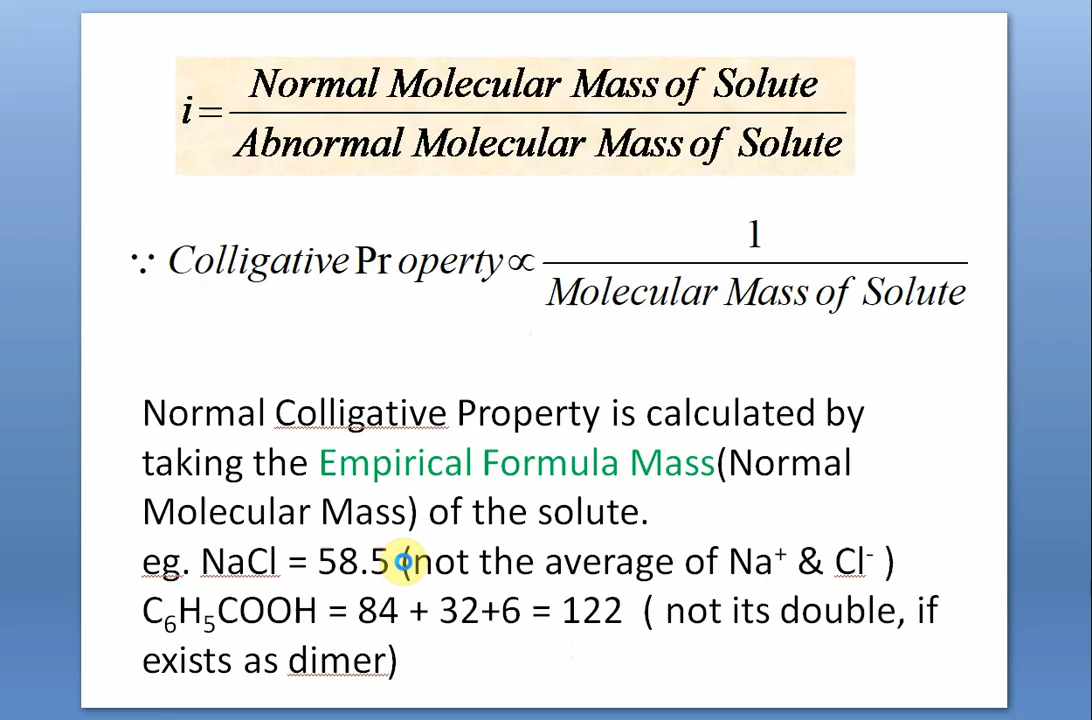 i = Normal Molecular Mass of Solute / Abnormal Molecular Mass of Solute
∵ Colligative Property ∝ 1 / Molecular Mass of Solute
Normal Colligative Property is calculated by
taking the Empirical Formula Mass(Normal
Molecular Mass) of the solute.
eg. NaCl = 58.5 (not the average of Na⁺ & Cl⁻ )
C₆H₅COOH = 84 + 32+6 = 122 ( not its double, if
exists as dimer)